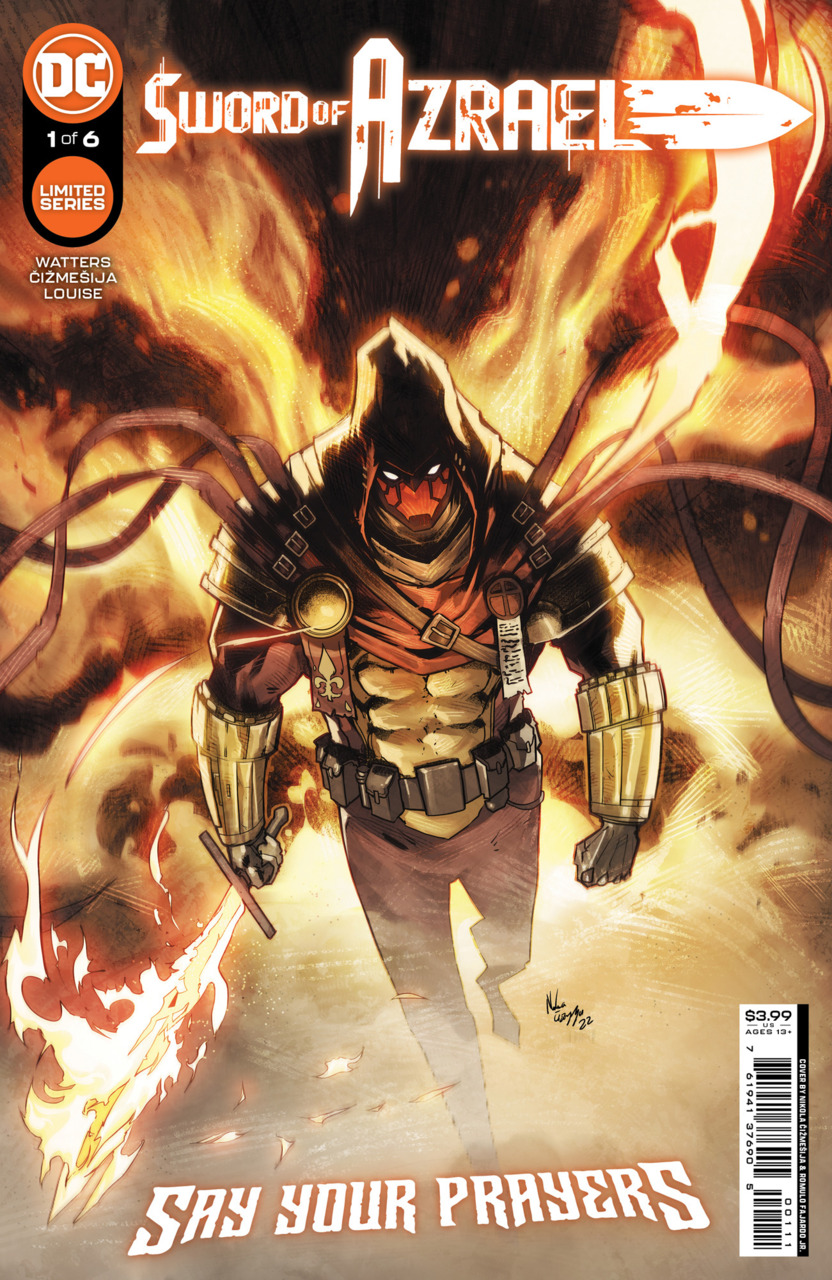 DC
SWORD OF AZRAEL
1 of 6
LIMITED
SERIES
WATTERS
ČIŽMEŠIJA
LOUISE
22
$3.99
US
AGES 13+
7 61941 37690 5
00111
COVER BY NIKOLA ČIŽMEŠIJA & ROMULO FAJARDO JR.
SAY YOUR PRAYERS